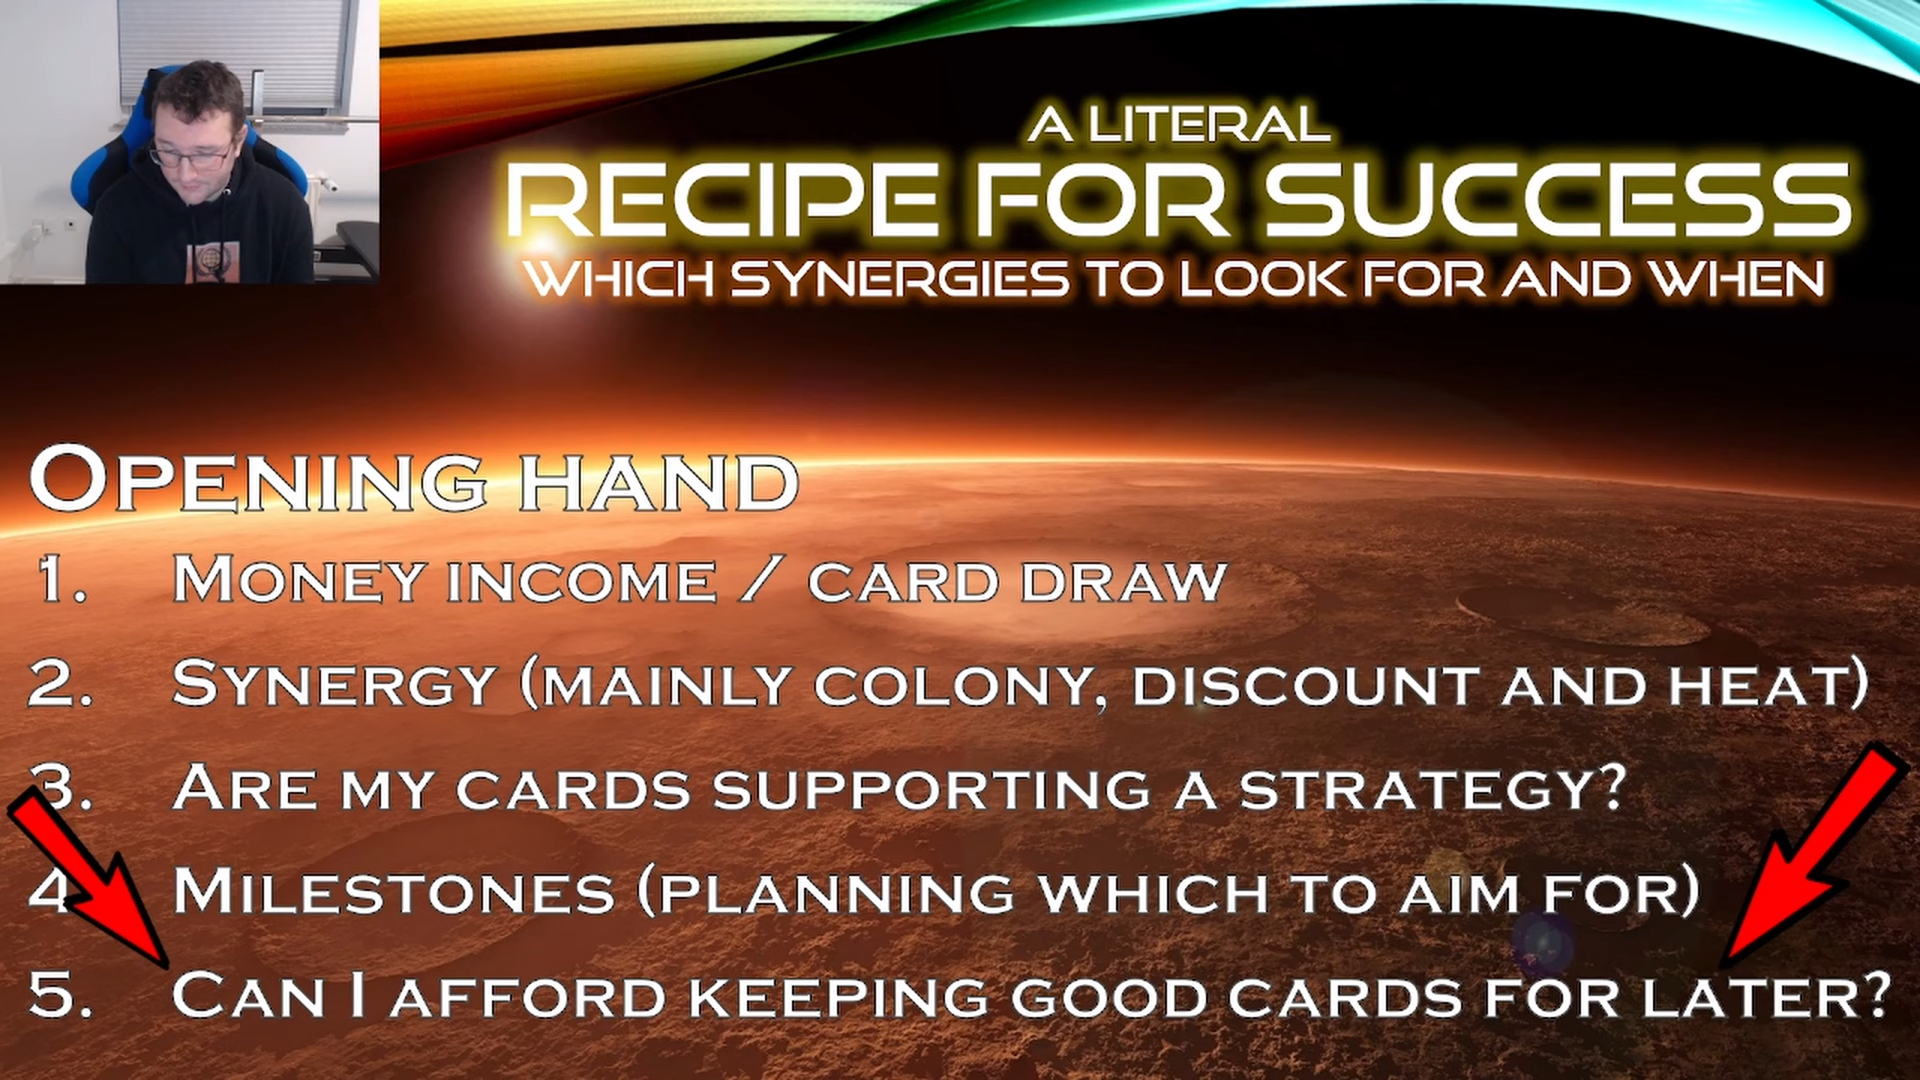 A LITERAL
RECIPE FOR SUCCESS
WHICH SYNERGIES TO LOOK FOR AND WHEN
OPENING HAND
1. MONEY INCOME / CARD DRAW
2. SYNERGY (MAINLY COLONY, DISCOUNT AND HEAT)
3. ARE MY CARDS SUPPORTING A STRATEGY?
4 MILESTONES (PLANNING WHICH TO AIM FOR)
5. CAN I AFFORD KEEPING GOOD CARDS FOR LATER?